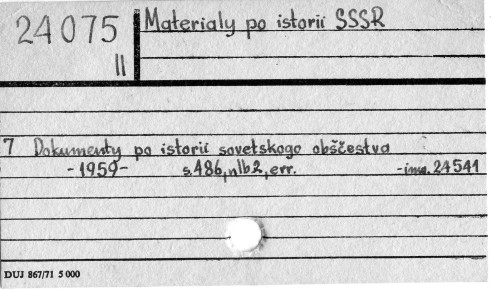 24075
II
Materialy po istorii SSSR
7 Dokumenty po istorii sovetskogo obščestva
-1959- s.486,nlb2,err. -inw.24541
DUJ 867/71 5 000